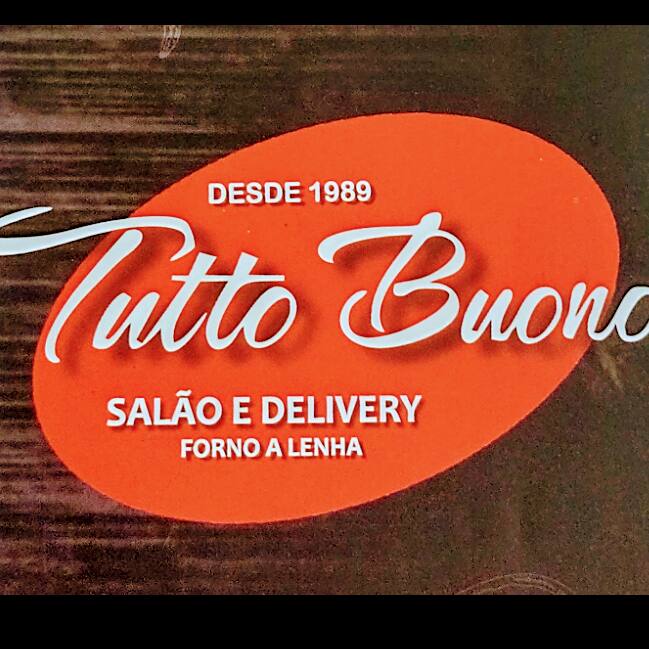 DESDE 1989
Tutto Buono
SALÃO E DELIVERY
FORNO A LENHA